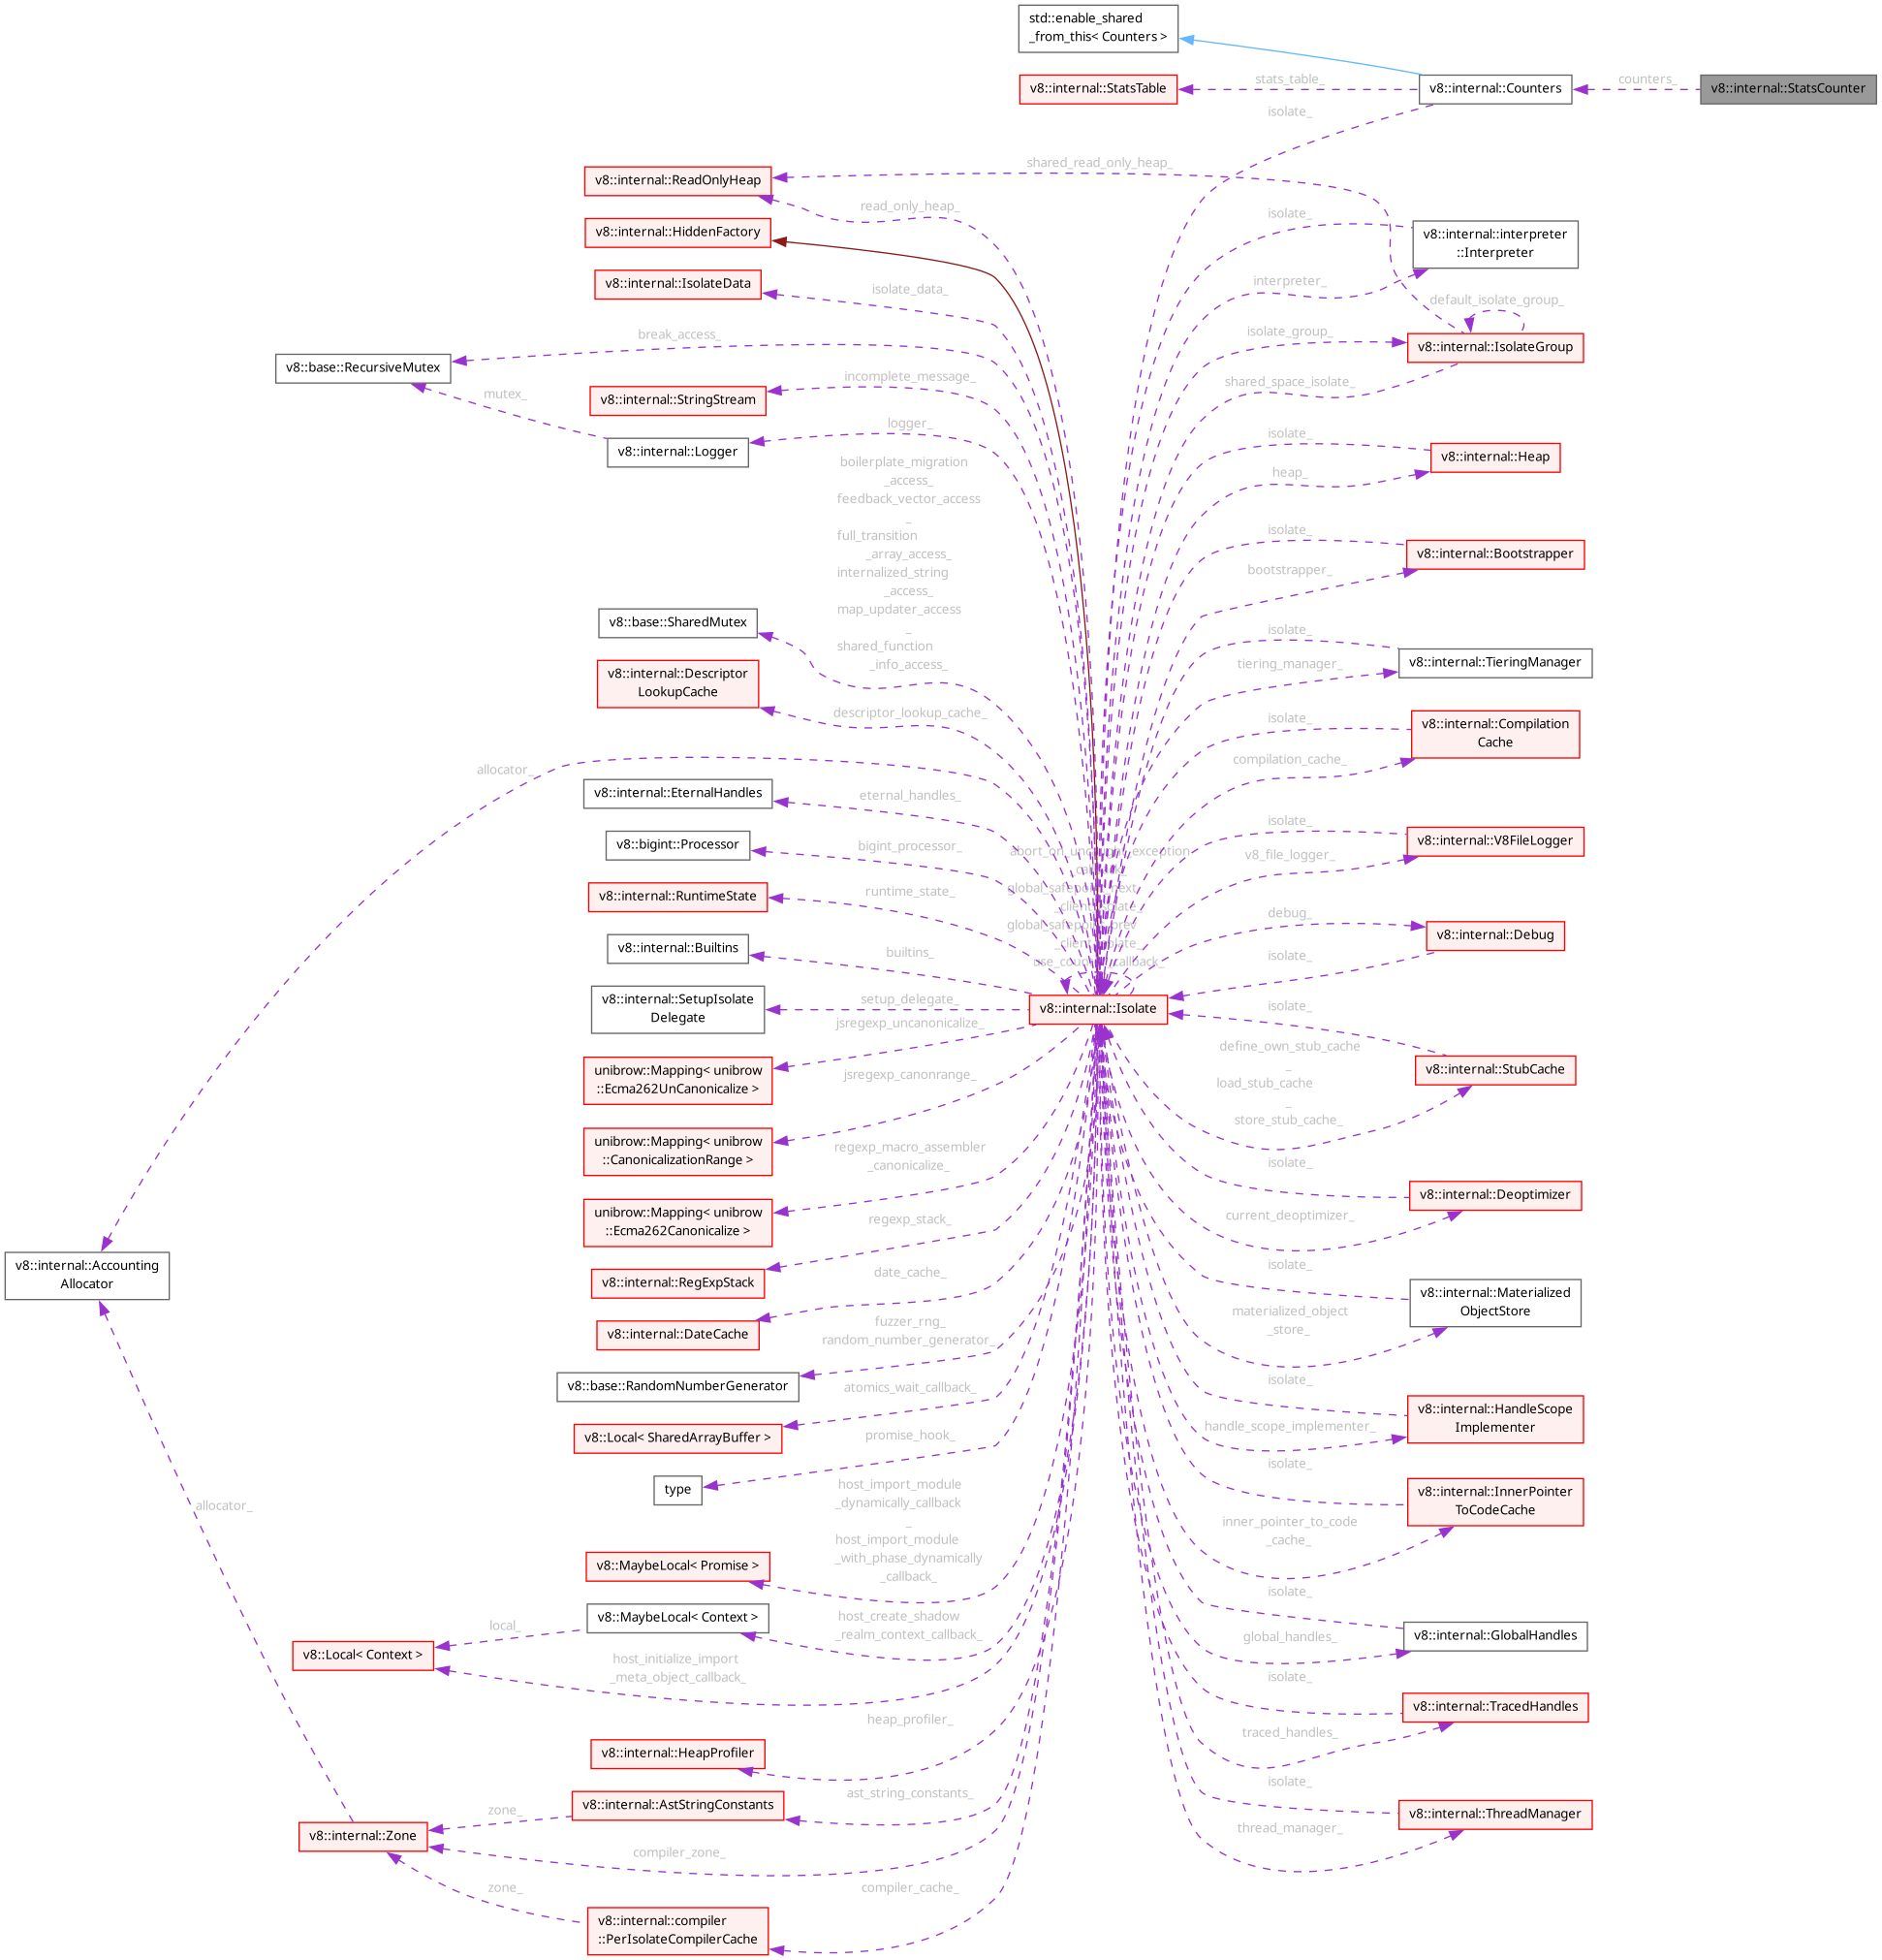 std::enable_shared
_from_this< Counters >
v8::internal::StatsTable
stats_table_
v8::internal::Counters
counters_
v8::internal::StatsCounter
isolate_
shared_read_only_heap_
v8::internal::ReadOnlyHeap
read_only_heap_
isolate_
v8::internal::interpreter
::Interpreter
v8::internal::HiddenFactory
interpreter_
v8::internal::IsolateData
isolate_data_
default_isolate_group_
break_access_
isolate_group_
v8::internal::IsolateGroup
v8::base::RecursiveMutex
incomplete_message_
shared_space_isolate_
mutex_
v8::internal::StringStream
logger_
isolate_
v8::internal::Logger
v8::internal::Heap
boilerplate_migration
_access_
feedback_vector_access
_
full_transition
_array_access_
internalized_string
_access_
map_updater_access
_
shared_function
_info_access_
heap_
isolate_
v8::internal::Bootstrapper
bootstrapper_
v8::base::SharedMutex
isolate_
v8::internal::TieringManager
tiering_manager_
v8::internal::Descriptor
LookupCache
descriptor_lookup_cache_
isolate_
v8::internal::Compilation
Cache
compilation_cache_
allocator_
v8::internal::EternalHandles
eternal_handles_
isolate_
v8::internal::V8FileLogger
v8_file_logger_
v8::bigint::Processor
bigint_processor_
abort_on_uncaught_exception
_callback_
global_safepoint_next
_client_isolate_
global_safepoint_prev
_client_isolate_
use_counter_callback_
v8::internal::RuntimeState
runtime_state_
debug_
v8::internal::Debug
isolate_
v8::internal::Builtins
builtins_
v8::internal::SetupIsolate
Delegate
setup_delegate_
v8::internal::Isolate
isolate_
jsregexp_uncanonicalize_
define_own_stub_cache
_
load_stub_cache
_
store_stub_cache_
v8::internal::StubCache
unibrow::Mapping< unibrow
::Ecma262UnCanonicalize >
jsregexp_canonrange_
unibrow::Mapping< unibrow
::CanonicalizationRange >
regexp_macro_assembler
_canonicalize_
isolate_
v8::internal::Deoptimizer
unibrow::Mapping< unibrow
::Ecma262Canonicalize >
regexp_stack_
current_deoptimizer_
v8::internal::Accounting
Allocator
v8::internal::RegExpStack
date_cache_
isolate_
v8::internal::Materialized
ObjectStore
materialized_object
_store_
v8::internal::DateCache
fuzzer_rng_
random_number_generator_
v8::base::RandomNumberGenerator
isolate_
atomics_wait_callback_
v8::internal::HandleScope
Implementer
handle_scope_implementer_
v8::Local< SharedArrayBuffer >
promise_hook_
isolate_
type
v8::internal::InnerPointer
ToCodeCache
allocator_
host_import_module
_dynamically_callback
_
host_import_module
_with_phase_dynamically
_callback_
inner_pointer_to_code
_cache_
v8::MaybeLocal< Promise >
isolate_
v8::MaybeLocal< Context >
host_create_shadow
_realm_context_callback_
local_
v8::internal::GlobalHandles
global_handles_
v8::Local< Context >
host_initialize_import
_meta_object_callback_
isolate_
v8::internal::TracedHandles
heap_profiler_
traced_handles_
v8::internal::HeapProfiler
isolate_
ast_string_constants_
v8::internal::AstStringConstants
zone_
v8::internal::ThreadManager
thread_manager_
v8::internal::Zone
compiler_zone_
zone_
compiler_cache_
v8::internal::compiler
::PerIsolateCompilerCache